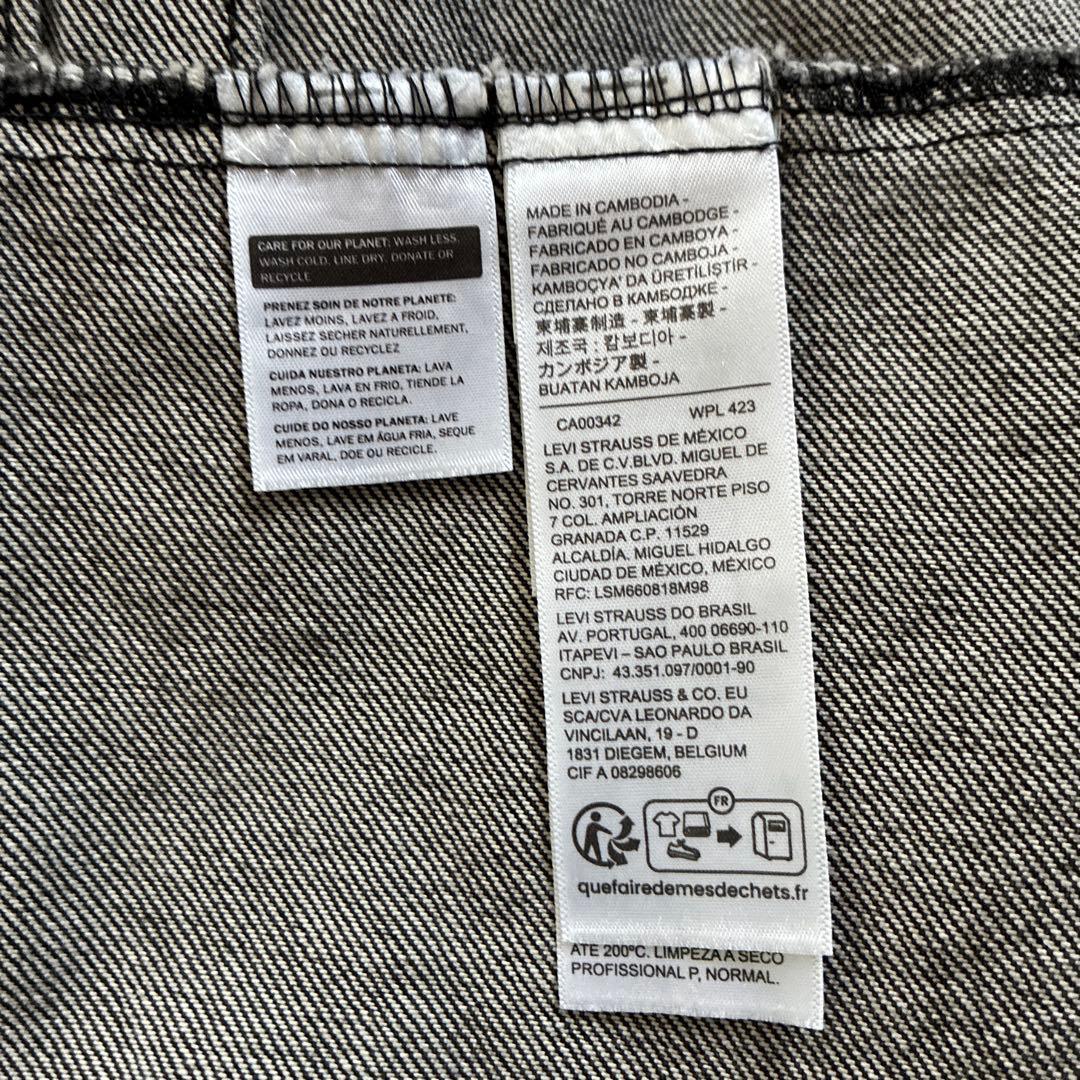 CARE FOR OUR PLANET: WASH LESS,
WASH COLD, LINE DRY, DONATE OR
RECYCLE
PRENEZ SOIN DE NOTRE PLANETE:
LAVEZ MOINS, LAVEZ A FROID,
LAISSEZ SECHER NATURELLEMENT,
DONNEZ OU RECYCLEZ
CUIDA NUESTRO PLANETA: LAVA
MENOS, LAVA EN FRIO, TIENDE LA
ROPA, DONA O RECICLA.
CUIDE DO NOSSO PLANETA: LAVE
MENOS, LAVE EM ÁGUA FRIA, SEQUE
EM VARAL, DOE OU RECICLE.
MADE IN CAMBODIA -
FABRIQUÉ AU CAMBODGE -
FABRICADO EN CAMBOYA -
FABRICADO NO CAMBOJA -
KAMBOÇYA' DA ÜRETİLİŞTİR -
СДЕПАНО В КАМБОДЖЕ -
柬埔寨制造 - 柬埔寨製 -
제조국 : 캄보디아 -
カンボジア製 -
BUATAN KAMBOJA
CA00342 WPL 423
LEVI STRAUSS DE MÉXICO
S.A. DE C.V.BLVD. MIGUEL DE
CERVANTES SAAVEDRA
NO. 301, TORRE NORTE PISO
7 COL. AMPLIACIÓN
GRANADA C.P. 11529
ALCALDÍA. MIGUEL HIDALGO
CIUDAD DE MÉXICO, MÉXICO
RFC: LSM660818M98
LEVI STRAUSS DO BRASIL
AV. PORTUGAL, 400 06690-110
ITAPEVI – SAO PAULO BRASIL
CNPJ: 43.351.097/0001-90
LEVI STRAUSS & CO. EU
SCA/CVA LEONARDO DA
VINCILAAN, 19 - D
1831 DIEGEM, BELGIUM
CIF A 08298606
FR
quefairedemesdechets.fr
ATE 200ºC. LIMPEZA A SECO
PROFISSIONAL P, NORMAL.